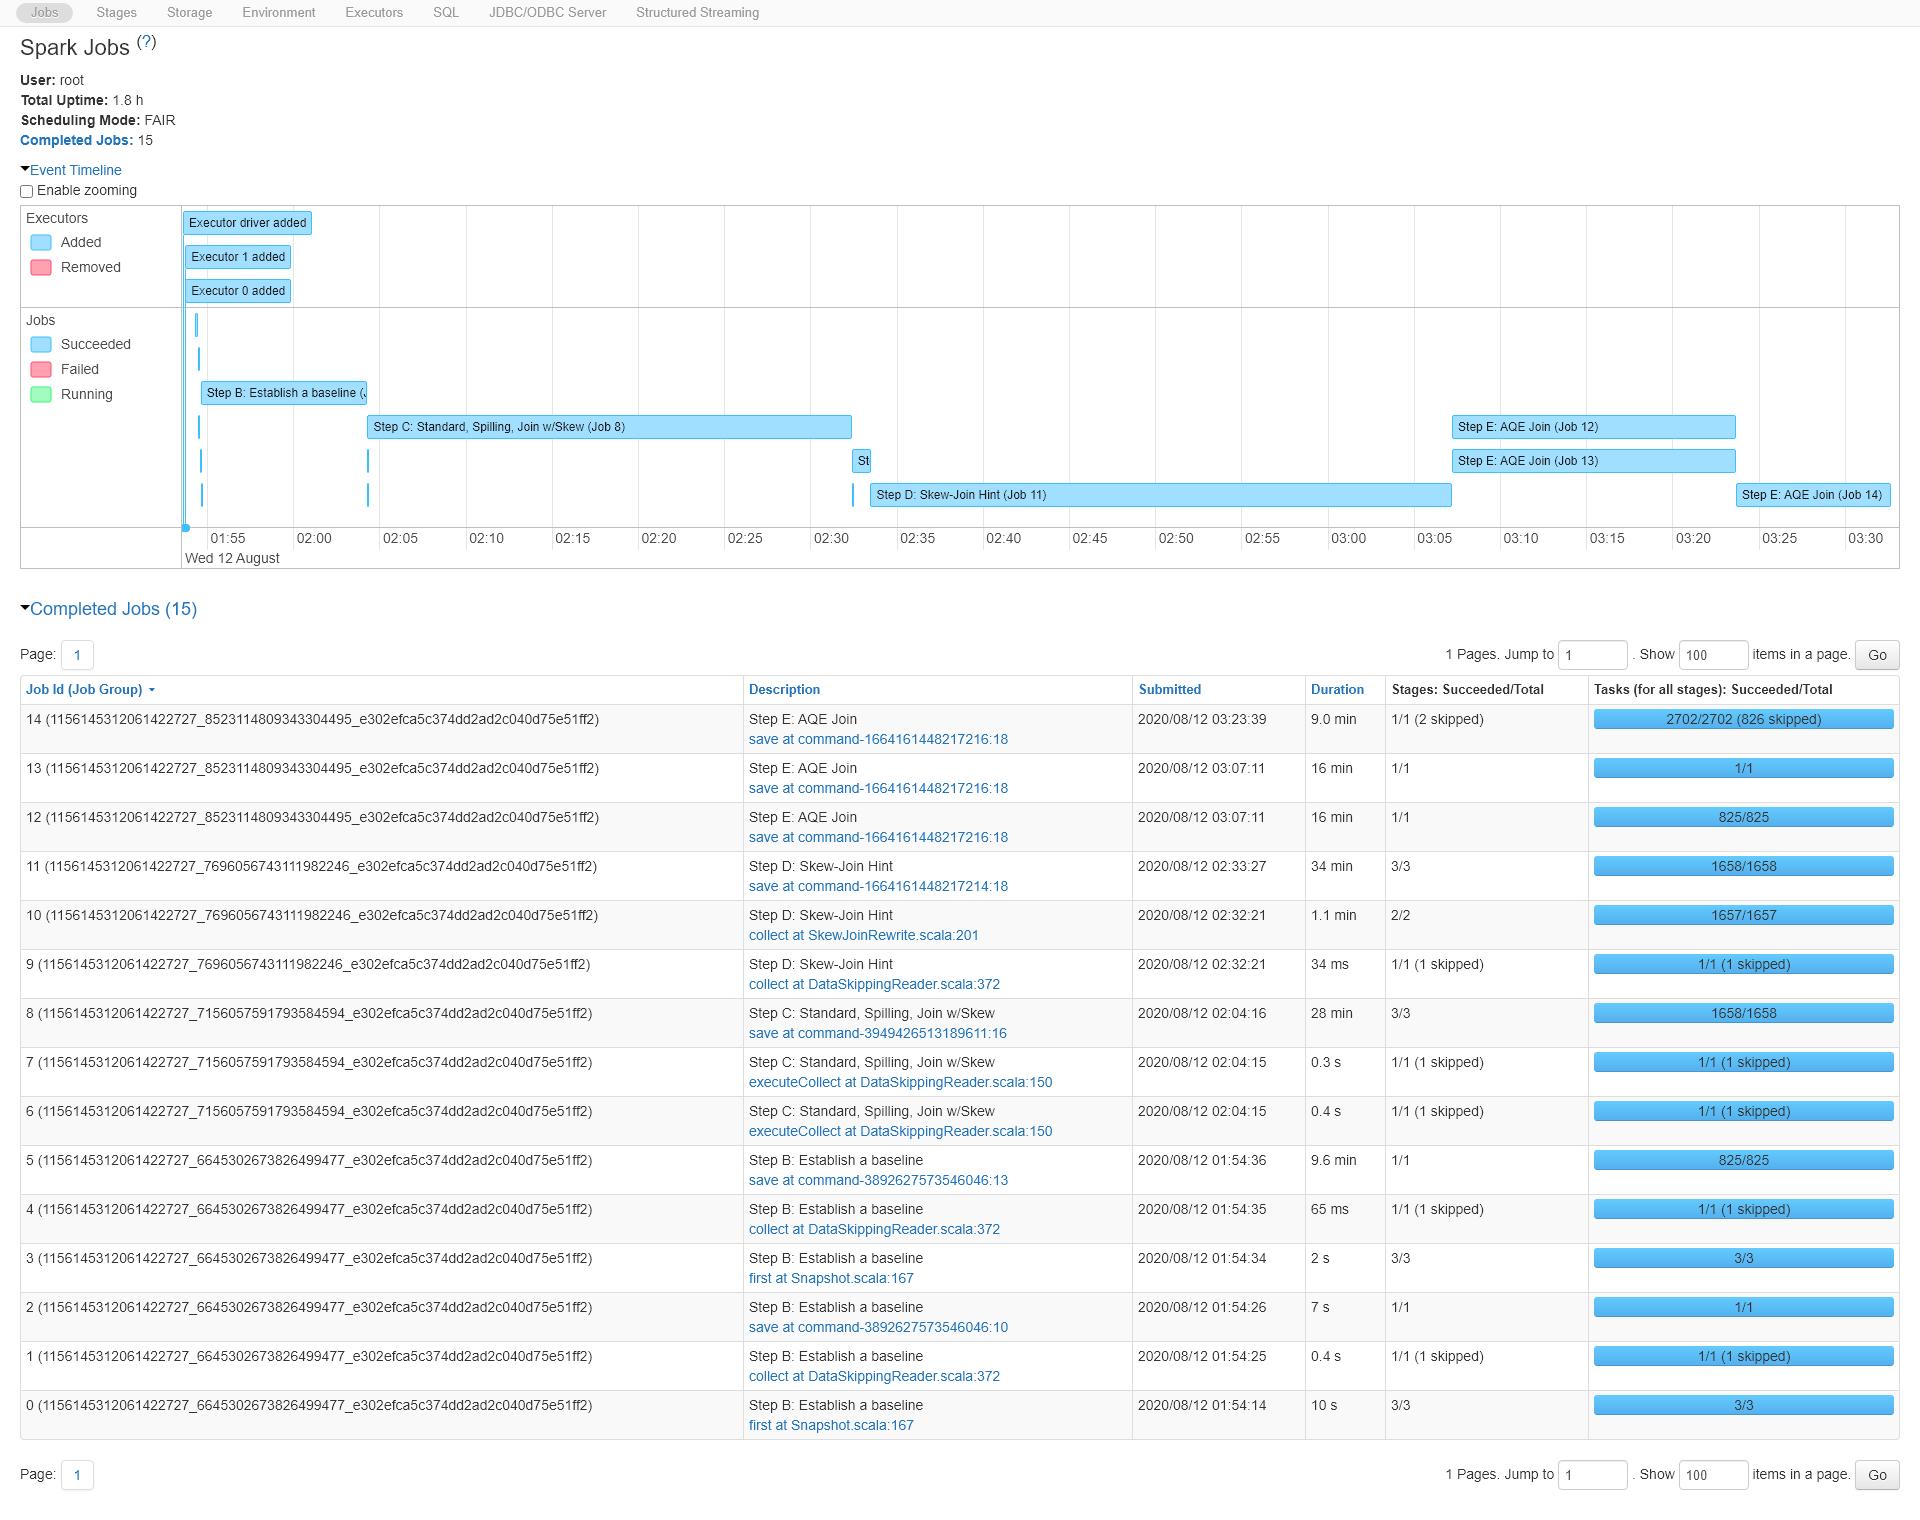 Jobs Stages Storage Environment Executors SQL JDBC/ODBC Server Structured Streaming
Spark Jobs (?)
User: root
Total Uptime: 1.8 h
Scheduling Mode: FAIR
Completed Jobs: 15
Event Timeline
Enable zooming
Executors
Added
Removed
Executor driver added
Executor 1 added
Executor 0 added
Jobs
Succeeded
Failed
Running
Step B: Establish a baseline (J
Step C: Standard, Spilling, Join w/Skew (Job 8)
Step E: AQE Join (Job 12)
St
Step E: AQE Join (Job 13)
Step D: Skew-Join Hint (Job 11)
Step E: AQE Join (Job 14)
01:55 02:00 02:05 02:10 02:15 02:20 02:25 02:30 02:35 02:40 02:45 02:50 02:55 03:00 03:05 03:10 03:15 03:20 03:25 03:30
Wed 12 August
Completed Jobs (15)
Page: 1 1 Pages. Jump to 1 . Show 100 items in a page. Go
Job Id (Job Group) Description Submitted Duration Stages: Succeeded/Total Tasks (for all stages): Succeeded/Total
14 (1156145312061422727_8523114809343304495_e302efca5c374dd2ad2c040d75e51ff2) Step E: AQE Join 2020/08/12 03:23:39 9.0 min 1/1 (2 skipped) 2702/2702 (826 skipped)
save at command-1664161448217216:18
13 (1156145312061422727_8523114809343304495_e302efca5c374dd2ad2c040d75e51ff2) Step E: AQE Join 2020/08/12 03:07:11 16 min 1/1 1/1
save at command-1664161448217216:18
12 (1156145312061422727_8523114809343304495_e302efca5c374dd2ad2c040d75e51ff2) Step E: AQE Join 2020/08/12 03:07:11 16 min 1/1 825/825
save at command-1664161448217216:18
11 (1156145312061422727_7696056743111982246_e302efca5c374dd2ad2c040d75e51ff2) Step D: Skew-Join Hint 2020/08/12 02:33:27 34 min 3/3 1658/1658
save at command-1664161448217214:18
10 (1156145312061422727_7696056743111982246_e302efca5c374dd2ad2c040d75e51ff2) Step D: Skew-Join Hint 2020/08/12 02:32:21 1.1 min 2/2 1657/1657
collect at SkewJoinRewrite.scala:201
9 (1156145312061422727_7696056743111982246_e302efca5c374dd2ad2c040d75e51ff2) Step D: Skew-Join Hint 2020/08/12 02:32:21 34 ms 1/1 (1 skipped) 1/1 (1 skipped)
collect at DataSkippingReader.scala:372
8 (1156145312061422727_7156057591793584594_e302efca5c374dd2ad2c040d75e51ff2) Step C: Standard, Spilling, Join w/Skew 2020/08/12 02:04:16 28 min 3/3 1658/1658
save at command-3949426513189611:16
7 (1156145312061422727_7156057591793584594_e302efca5c374dd2ad2c040d75e51ff2) Step C: Standard, Spilling, Join w/Skew 2020/08/12 02:04:15 0.3 s 1/1 (1 skipped) 1/1 (1 skipped)
executeCollect at DataSkippingReader.scala:150
6 (1156145312061422727_7156057591793584594_e302efca5c374dd2ad2c040d75e51ff2) Step C: Standard, Spilling, Join w/Skew 2020/08/12 02:04:15 0.4 s 1/1 (1 skipped) 1/1 (1 skipped)
executeCollect at DataSkippingReader.scala:150
5 (1156145312061422727_6645302673826499477_e302efca5c374dd2ad2c040d75e51ff2) Step B: Establish a baseline 2020/08/12 01:54:36 9.6 min 1/1 825/825
save at command-3892627573546046:13
4 (1156145312061422727_6645302673826499477_e302efca5c374dd2ad2c040d75e51ff2) Step B: Establish a baseline 2020/08/12 01:54:35 65 ms 1/1 (1 skipped) 1/1 (1 skipped)
collect at DataSkippingReader.scala:372
3 (1156145312061422727_6645302673826499477_e302efca5c374dd2ad2c040d75e51ff2) Step B: Establish a baseline 2020/08/12 01:54:34 2 s 3/3 3/3
first at Snapshot.scala:167
2 (1156145312061422727_6645302673826499477_e302efca5c374dd2ad2c040d75e51ff2) Step B: Establish a baseline 2020/08/12 01:54:26 7 s 1/1 1/1
save at command-3892627573546046:10
1 (1156145312061422727_6645302673826499477_e302efca5c374dd2ad2c040d75e51ff2) Step B: Establish a baseline 2020/08/12 01:54:25 0.4 s 1/1 (1 skipped) 1/1 (1 skipped)
collect at DataSkippingReader.scala:372
0 (1156145312061422727_6645302673826499477_e302efca5c374dd2ad2c040d75e51ff2) Step B: Establish a baseline 2020/08/12 01:54:14 10 s 3/3 3/3
first at Snapshot.scala:167
Page: 1 1 Pages. Jump to 1 . Show 100 items in a page. Go